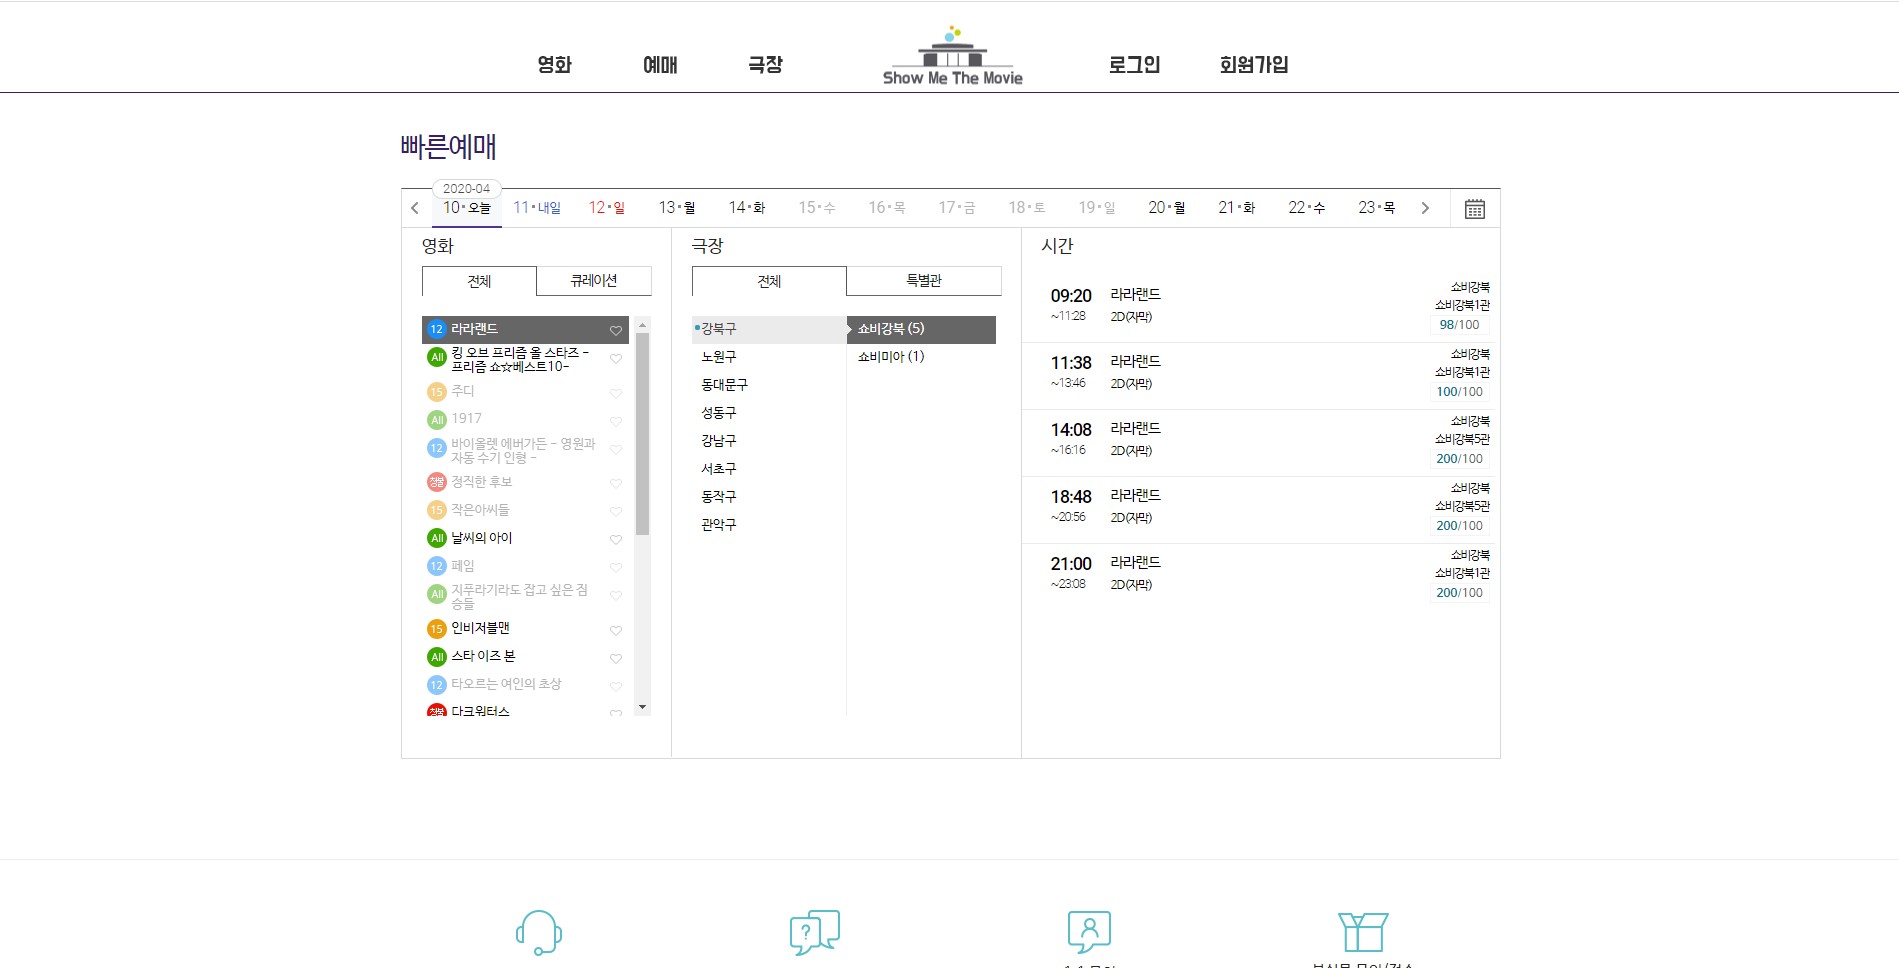 영화
예매
극장
Show Me The Movie
로그인
회원가입
빠른예매
2020-04
10•오늘
11•내일
12•일
13•월
14•화
15•수
16•목
17•금
18•토
19•일
20•월
21•화
22•수
23•목
영화
전체
큐레이션
12 라라랜드
All 킹 오브 프리즘 올 스타즈 -
프리즘 쇼☆베스트10-
15 주디
All 1917
12 바이올렛 에버가든 - 영원과
자동 수기 인형 -
청불 정직한 후보
15 작은아씨들
All 날씨의 아이
12 페임
All 지푸라기라도 잡고 싶은 짐
승들
15 인비저블맨
All 스타 이즈 본
12 타오르는 여인의 초상
청불 다크워터스
극장
전체
특별관
강북구
노원구
동대문구
성동구
강남구
서초구
동작구
관악구
쇼비강북 (5)
쇼비미아 (1)
시간
09:20 라라랜드
~11:28 2D(자막)
쇼비강북
쇼비강북1관
98/100
11:38 라라랜드
~13:46 2D(자막)
쇼비강북
쇼비강북1관
100/100
14:08 라라랜드
~16:16 2D(자막)
쇼비강북
쇼비강북5관
200/100
18:48 라라랜드
~20:56 2D(자막)
쇼비강북
쇼비강북5관
200/100
21:00 라라랜드
~23:08 2D(자막)
쇼비강북
쇼비강북1관
200/100